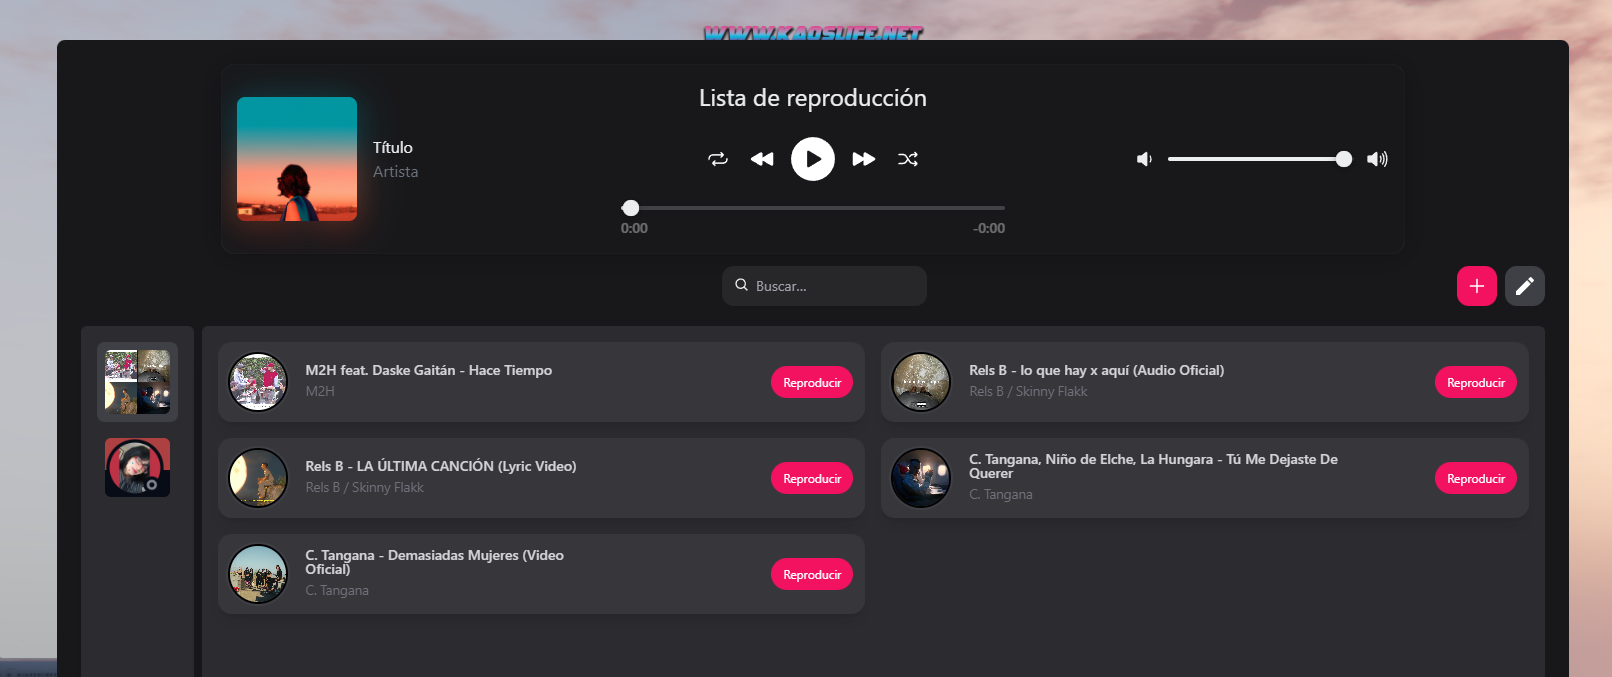 WWW.KAOSLIFE.NET
Lista de reproducción
Título
Artista
0:00
-0:00
Buscar...
M2H feat. Daske Gaitán - Hace Tiempo
M2H
Reproducir
Rels B - lo que hay x aquí (Audio Oficial)
Rels B / Skinny Flakk
Reproducir
Rels B - LA ÚLTIMA CANCIÓN (Lyric Video)
Rels B / Skinny Flakk
Reproducir
C. Tangana, Niño de Elche, La Hungara - Tú Me Dejaste De
Querer
C. Tangana
Reproducir
C. Tangana - Demasiadas Mujeres (Video
Oficial)
C. Tangana
Reproducir